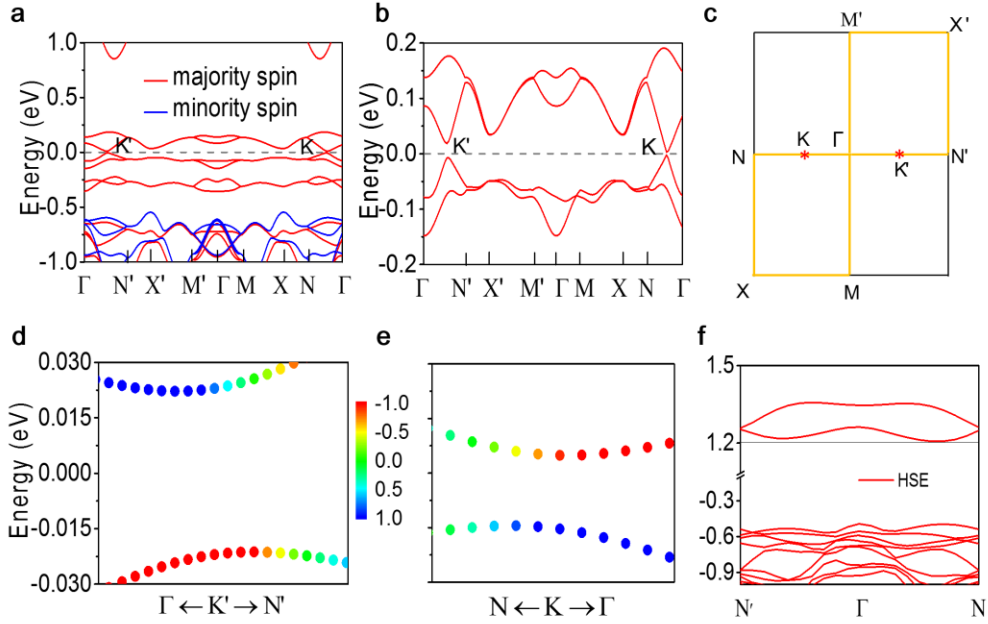 a
Energy (eV)
1.0
0.5
0.0
-0.5
-1.0
majority spin
minority spin
K'
K
Γ N' X' M' Γ M X N Γ
b
Energy (eV)
0.2
0.1
0.0
-0.1
-0.2
K'
K
Γ N' X' M' Γ M X N Γ
c
M' X'
N K Γ K' N'
X M
d
Energy (eV)
0.030
0.015
0.000
-0.015
-0.030
Γ ← K' → N'
-1.0
-0.5
0.0
0.5
1.0
e
N ← K → Γ
f
1.5
1.2
-0.3
-0.6
-0.9
HSE
N' Γ N